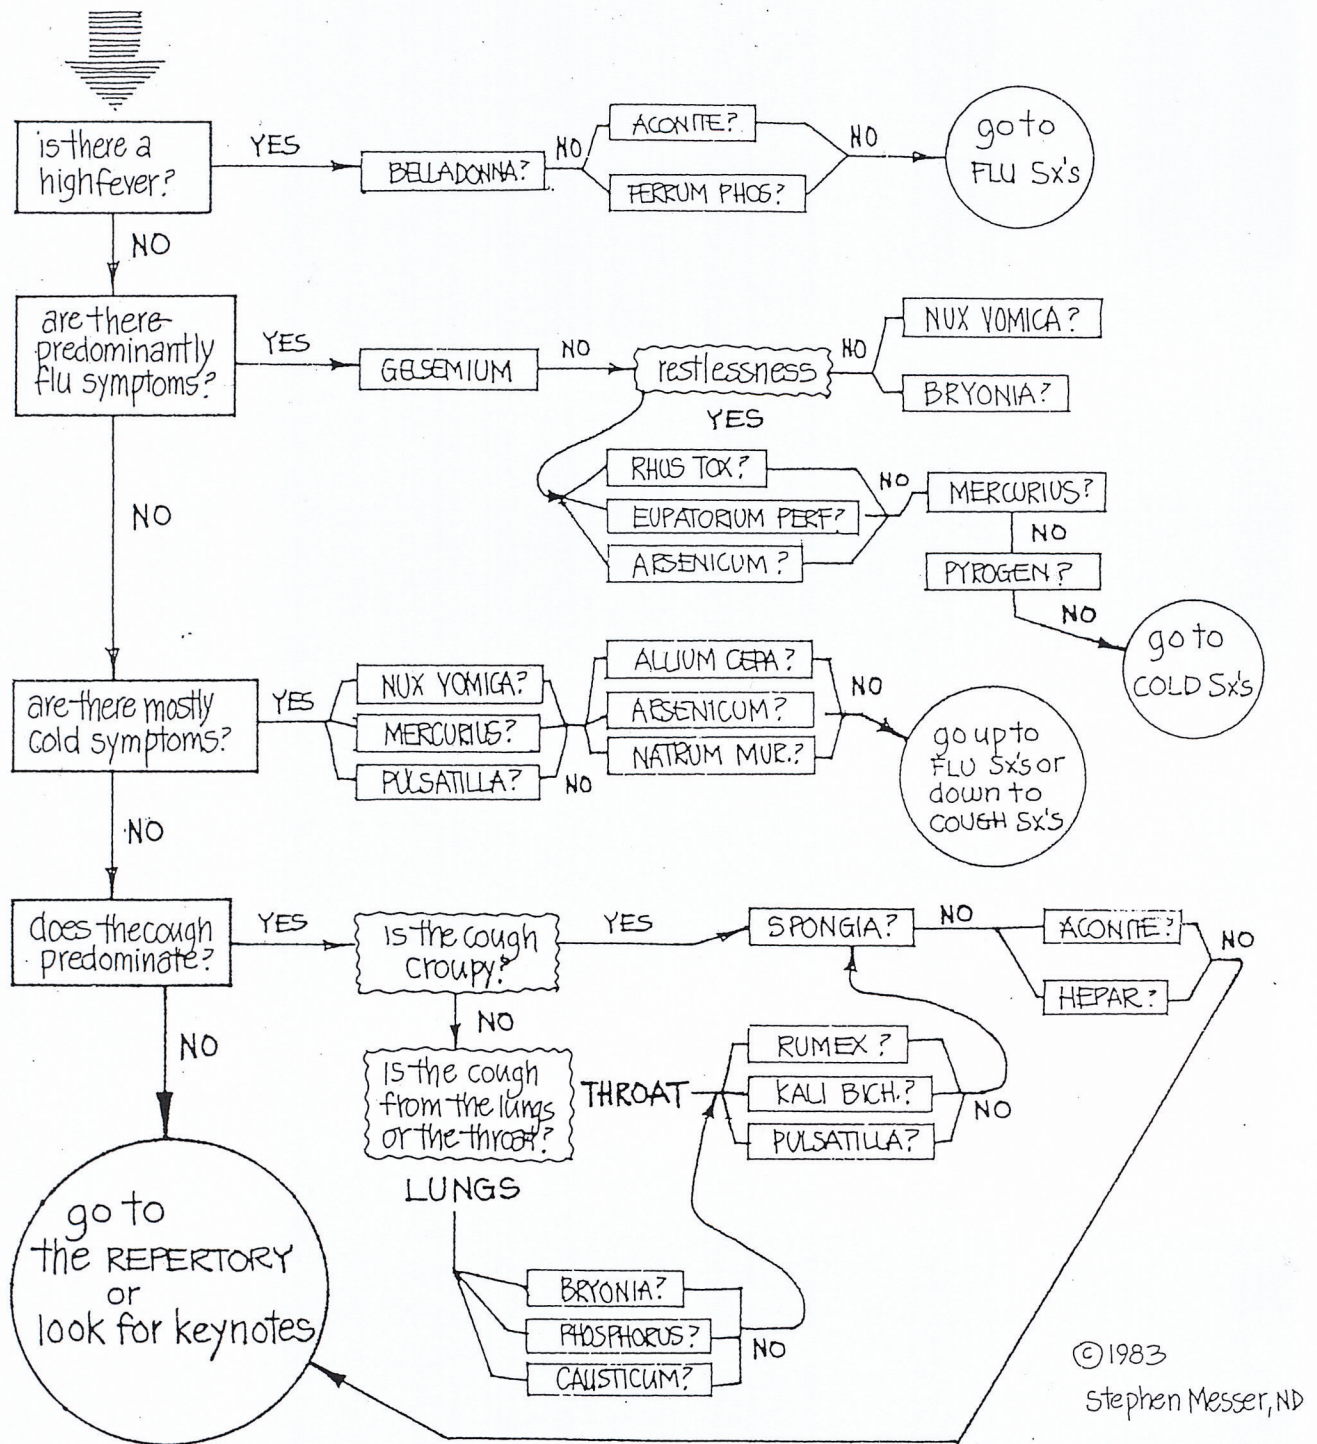 is there a
high fever?
YES
BELLADONNA?
NO
ACONITE?
FERRUM PHOS?
NO
go to
FLU Sx's
NO
are there
predominantly
flu symptoms?
YES
GELSEMIUM
NO
restlessness
NO
NUX VOMICA?
BRYONIA?
YES
RHUS TOX?
EUPATORIUM PERF?
ARSENICUM?
NO
MERCURIUS?
NO
PYROGEN?
NO
go to
COLD Sx's
NO
are there mostly
cold symptoms?
YES
NUX VOMICA?
MERCURIUS?
PULSATILLA?
NO
ALLIUM CEPA?
ARSENICUM?
NATRUM MUR.?
NO
go up to
FLU Sx's or
down to
COUGH Sx's
NO
does the cough
predominate?
YES
Is the cough
croupy?
YES
SPONGIA?
NO
ACONITE?
HEPAR?
NO
NO
Is the cough
from the lungs
or the throat?
THROAT
RUMEX?
KALI BICH.?
PULSATILLA?
NO
LUNGS
BRYONIA?
PHOSPHORUS?
CAUSTICUM?
NO
NO
go to
the REPERTORY
or
look for keynotes
© 1983
Stephen Messer, ND